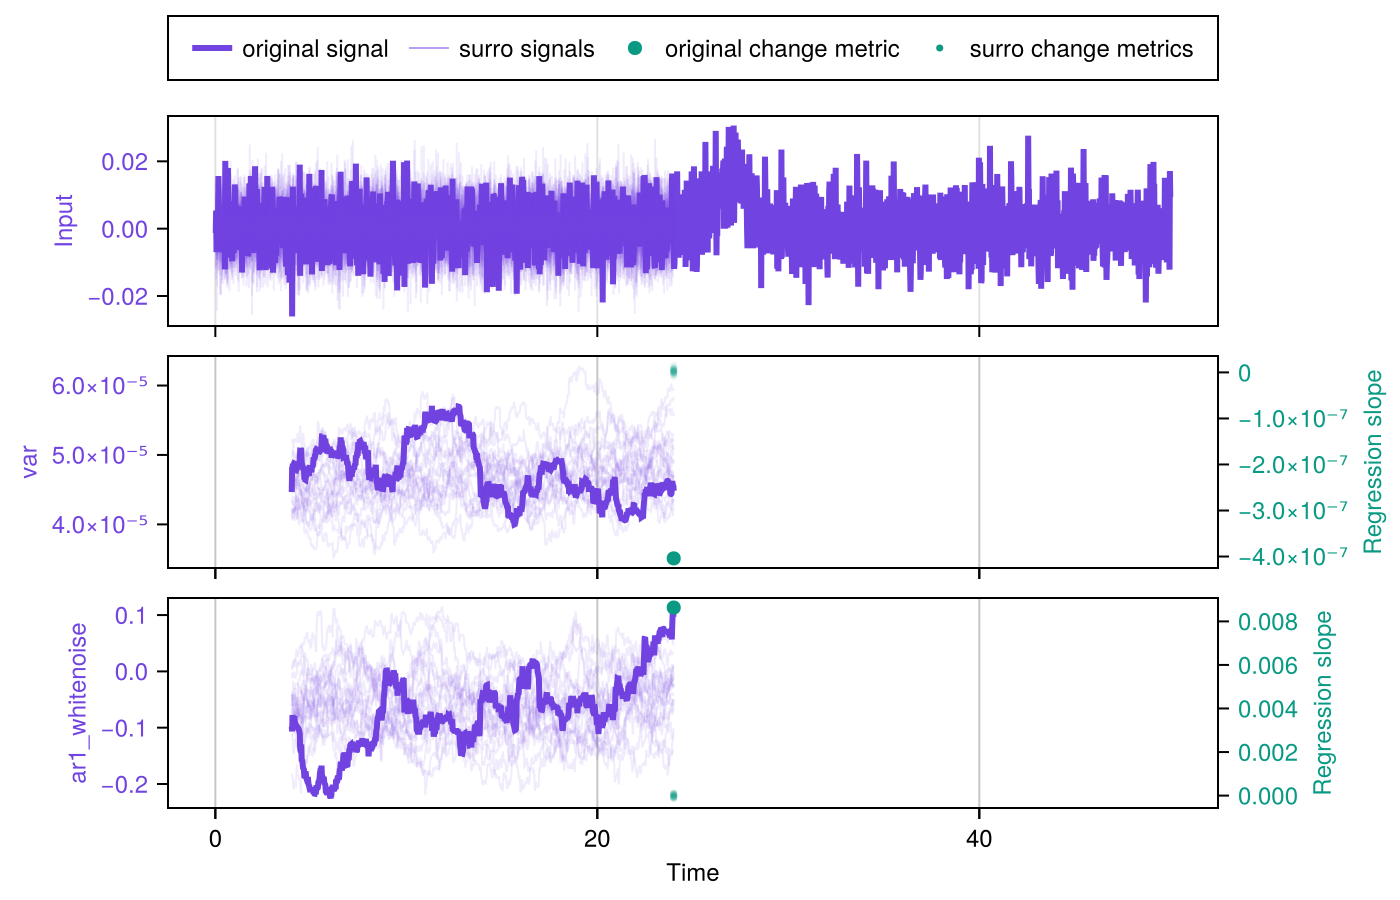 original signal surro signals original change metric surro change metrics
Input
0.02
0.00
−0.02
var
6.0×10⁻⁵
5.0×10⁻⁵
4.0×10⁻⁵
0
−1.0×10⁻⁷
−2.0×10⁻⁷
−3.0×10⁻⁷
−4.0×10⁻⁷
Regression slope
ar1_whitenoise
0.1
0.0
−0.1
−0.2
0.008
0.006
0.004
0.002
0.000
Regression slope
0 20 40
Time